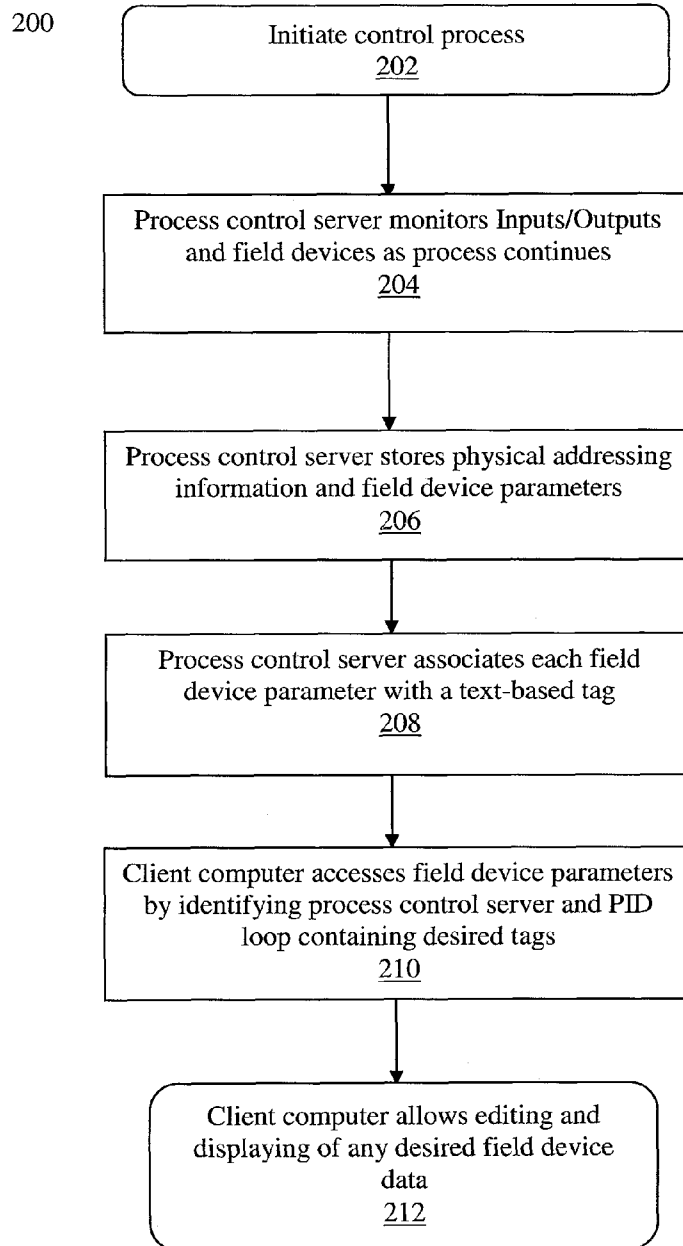 200
Initiate control process
202
Process control server monitors Inputs/Outputs
and field devices as process continues
204
Process control server stores physical addressing
information and field device parameters
206
Process control server associates each field
device parameter with a text-based tag
208
Client computer accesses field device parameters
by identifying process control server and PID
loop containing desired tags
210
Client computer allows editing and
displaying of any desired field device
data
212